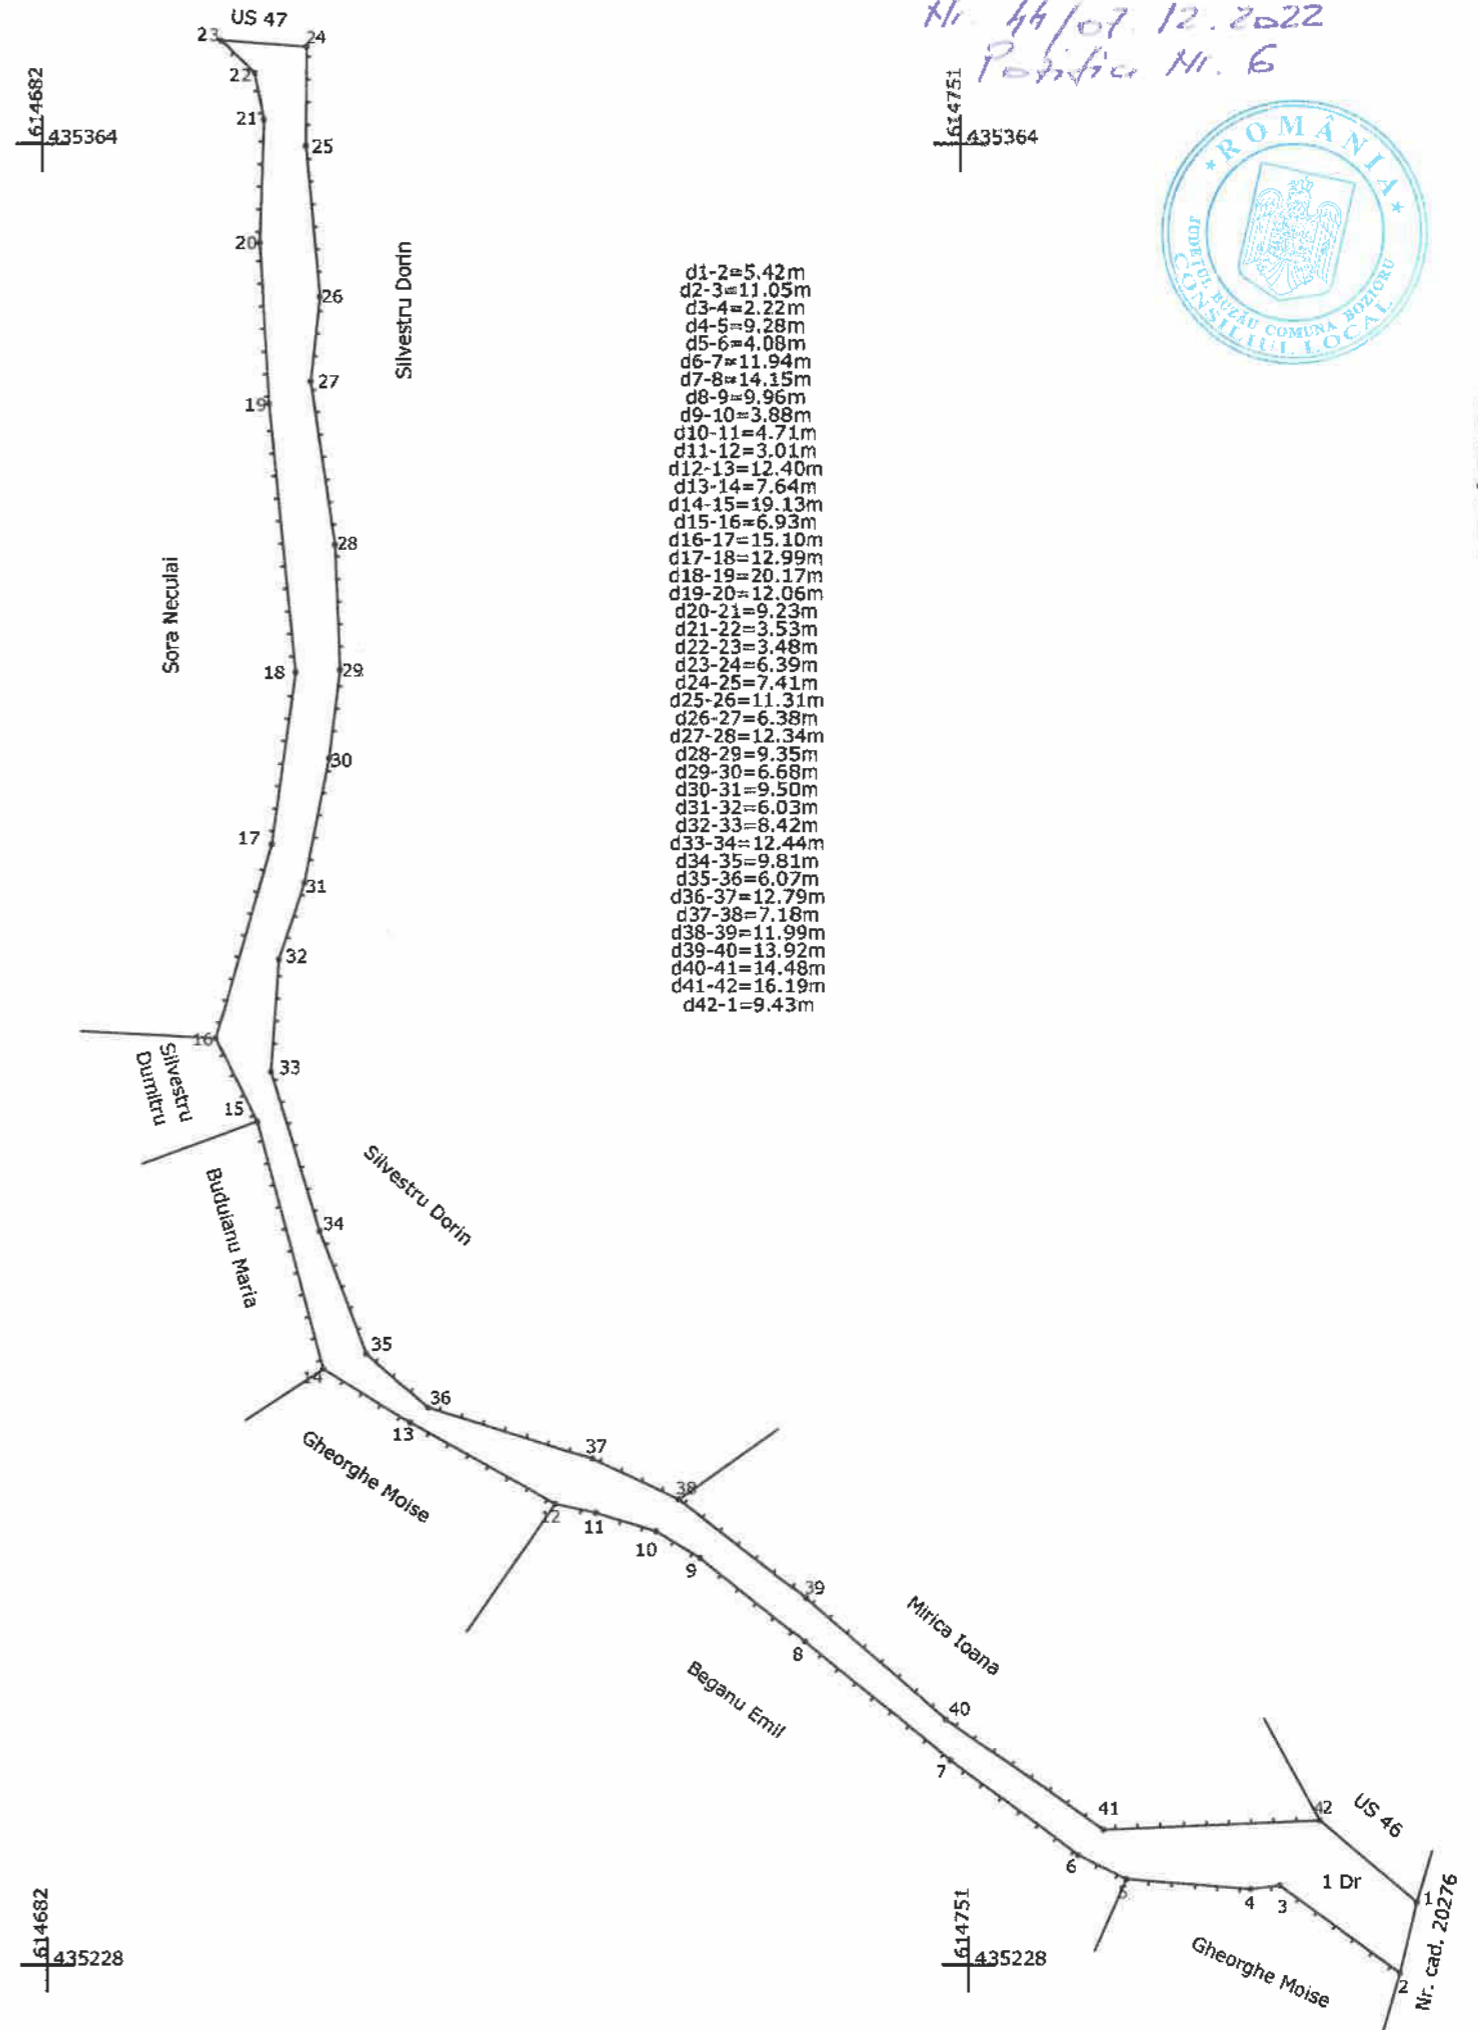 Nr. 44/07.12.2022
Nr. 6
US 47
23
24
22
21
25
20
26
27
19
28
18
29
30
17
31
32
16
33
15
34
35
14
36
13
37
38
12
11
10
9
39
8
40
7
41
42
6
5
4
3
1
2
614682
435364
614751
435364
ROMÂNIA
JUDEŢUL BUZĂU COMUNA BOZIORU
CONSILIUL LOCAL
Silvestru Dorin
Sora Neculai
d1-2=5.42m
d2-3=11.05m
d3-4=2.22m
d4-5=9.28m
d5-6=4.08m
d6-7=11.94m
d7-8=14.15m
d8-9=9.96m
d9-10=3.88m
d10-11=4.71m
d11-12=3.01m
d12-13=12.40m
d13-14=7.64m
d14-15=19.13m
d15-16=6.93m
d16-17=15.10m
d17-18=12.99m
d18-19=20.17m
d19-20=12.06m
d20-21=9.23m
d21-22=3.53m
d22-23=3.48m
d23-24=6.39m
d24-25=7.41m
d25-26=11.31m
d26-27=6.38m
d27-28=12.34m
d28-29=9.35m
d29-30=6.68m
d30-31=9.50m
d31-32=6.03m
d32-33=8.42m
d33-34=12.44m
d34-35=9.81m
d35-36=6.07m
d36-37=12.79m
d37-38=7.18m
d38-39=11.99m
d39-40=13.92m
d40-41=14.48m
d41-42=16.19m
d42-1=9.43m
Silvestru
Dumitru
Buduianu Maria
Silvestru Dorin
Gheorghe Moise
Mirica Ioana
Beganu Emil
US 46
1 Dr
Gheorghe Moise
Nr. cad. 20276
614682
435228
614751
435228